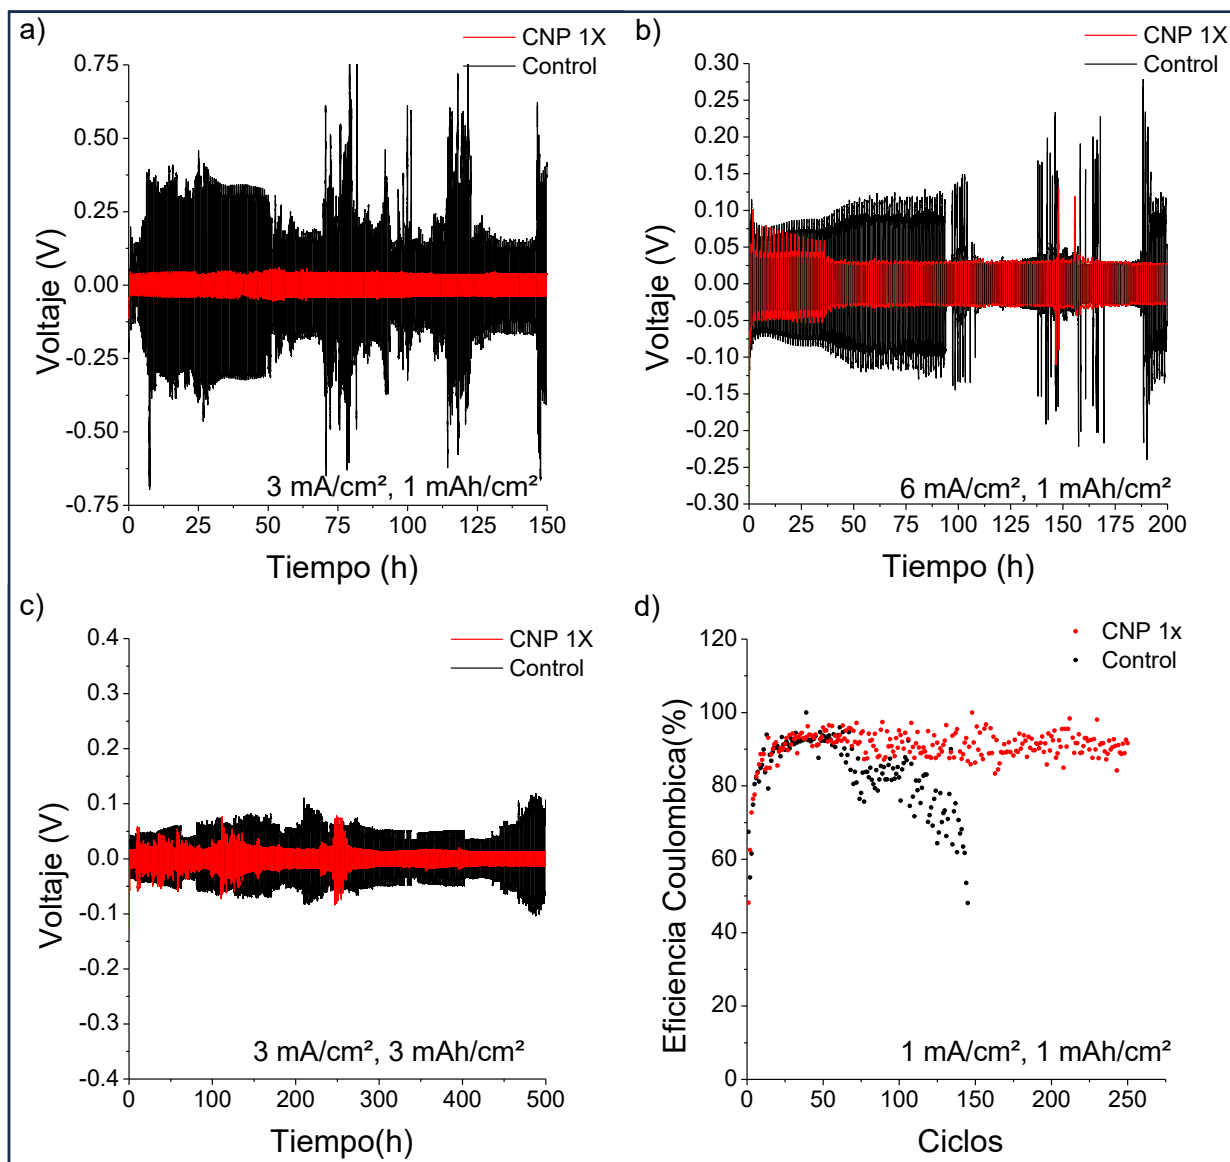 a)
CNP 1X
Control
0.75
0.50
0.25
0.00
-0.25
-0.50
-0.75
Voltaje (V)
3 mA/cm², 1 mAh/cm²
0 25 50 75 100 125 150
Tiempo (h)
b)
CNP 1X
Control
0.30
0.25
0.20
0.15
0.10
0.05
0.00
-0.05
-0.10
-0.15
-0.20
-0.25
-0.30
Voltaje (V)
6 mA/cm², 1 mAh/cm²
0 25 50 75 100 125 150 175 200
Tiempo (h)
c)
CNP 1X
Control
0.4
0.3
0.2
0.1
0.0
-0.1
-0.2
-0.3
-0.4
Voltaje (V)
3 mA/cm², 3 mAh/cm²
0 100 200 300 400 500
Tiempo(h)
d)
CNP 1x
Control
120
100
80
60
40
20
0
Eficiencia Coulombica(%)
1 mA/cm², 1 mAh/cm²
0 50 100 150 200 250
Ciclos